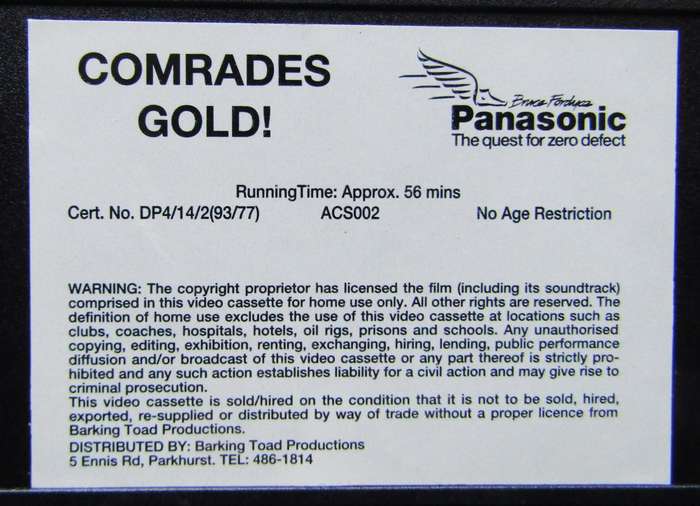 COMRADES
GOLD!
Bruce Fordyce
Panasonic
The quest for zero defect
RunningTime: Approx. 56 mins
Cert. No. DP4/14/2(93/77) ACS002 No Age Restriction
WARNING: The copyright proprietor has licensed the film (including its soundtrack)
comprised in this video cassette for home use only. All other rights are reserved. The
definition of home use excludes the use of this video cassette at locations such as
clubs, coaches, hospitals, hotels, oil rigs, prisons and schools. Any unauthorised
copying, editing, exhibition, renting, exchanging, hiring, lending, public performance
diffusion and/or broadcast of this video cassette or any part thereof is strictly pro-
hibited and any such action establishes liability for a civil action and may give rise to
criminal prosecution.
This video cassette is sold/hired on the condition that it is not to be sold, hired,
exported, re-supplied or distributed by way of trade without a proper licence from
Barking Toad Productions.
DISTRIBUTED BY: Barking Toad Productions
5 Ennis Rd, Parkhurst. TEL: 486-1814